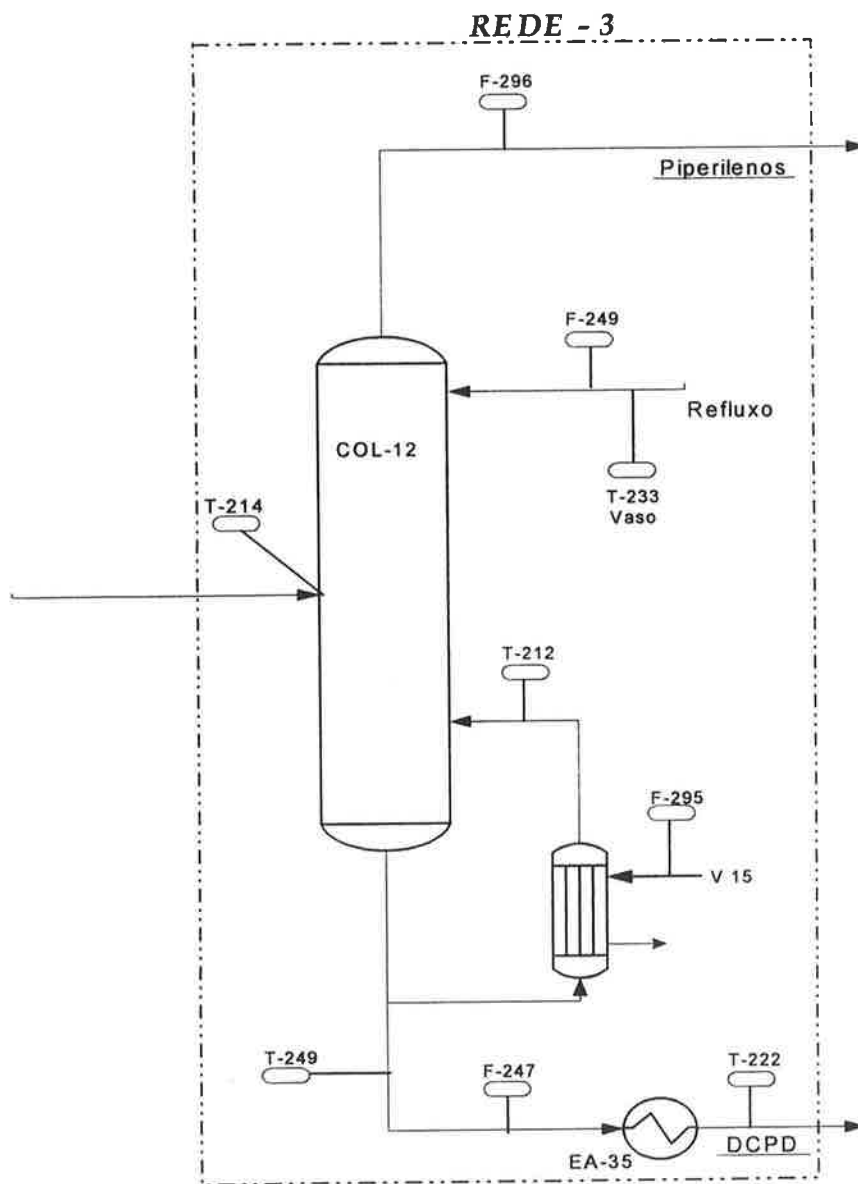 REDE - 3
F-296
Piperilenos
F-249
Refluxo
COL-12
T-233
Vaso
T-214
T-212
F-295
V 15
T-249
F-247
T-222
DCPD
EA-35